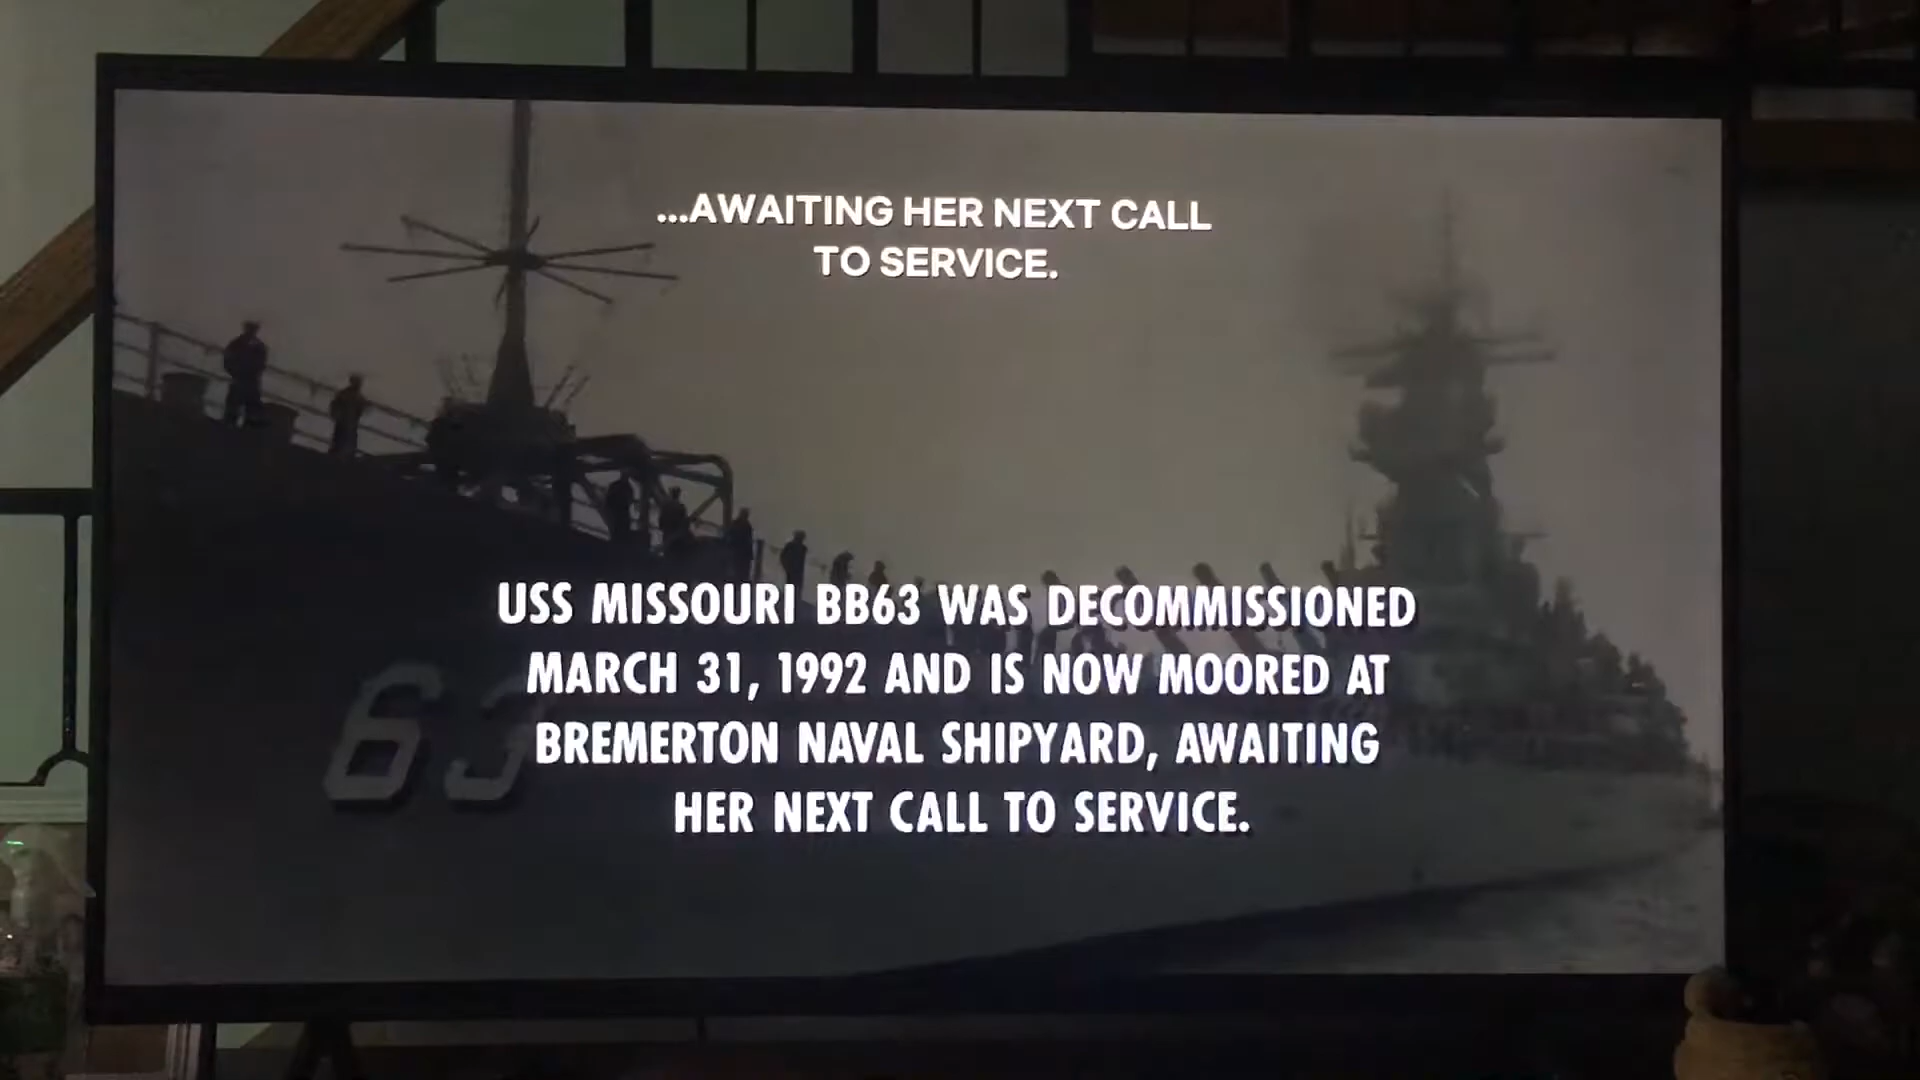 ...AWAITING HER NEXT CALL
TO SERVICE.
USS MISSOURI BB63 WAS DECOMMISSIONED
MARCH 31, 1992 AND IS NOW MOORED AT
BREMERTON NAVAL SHIPYARD, AWAITING
HER NEXT CALL TO SERVICE.
63